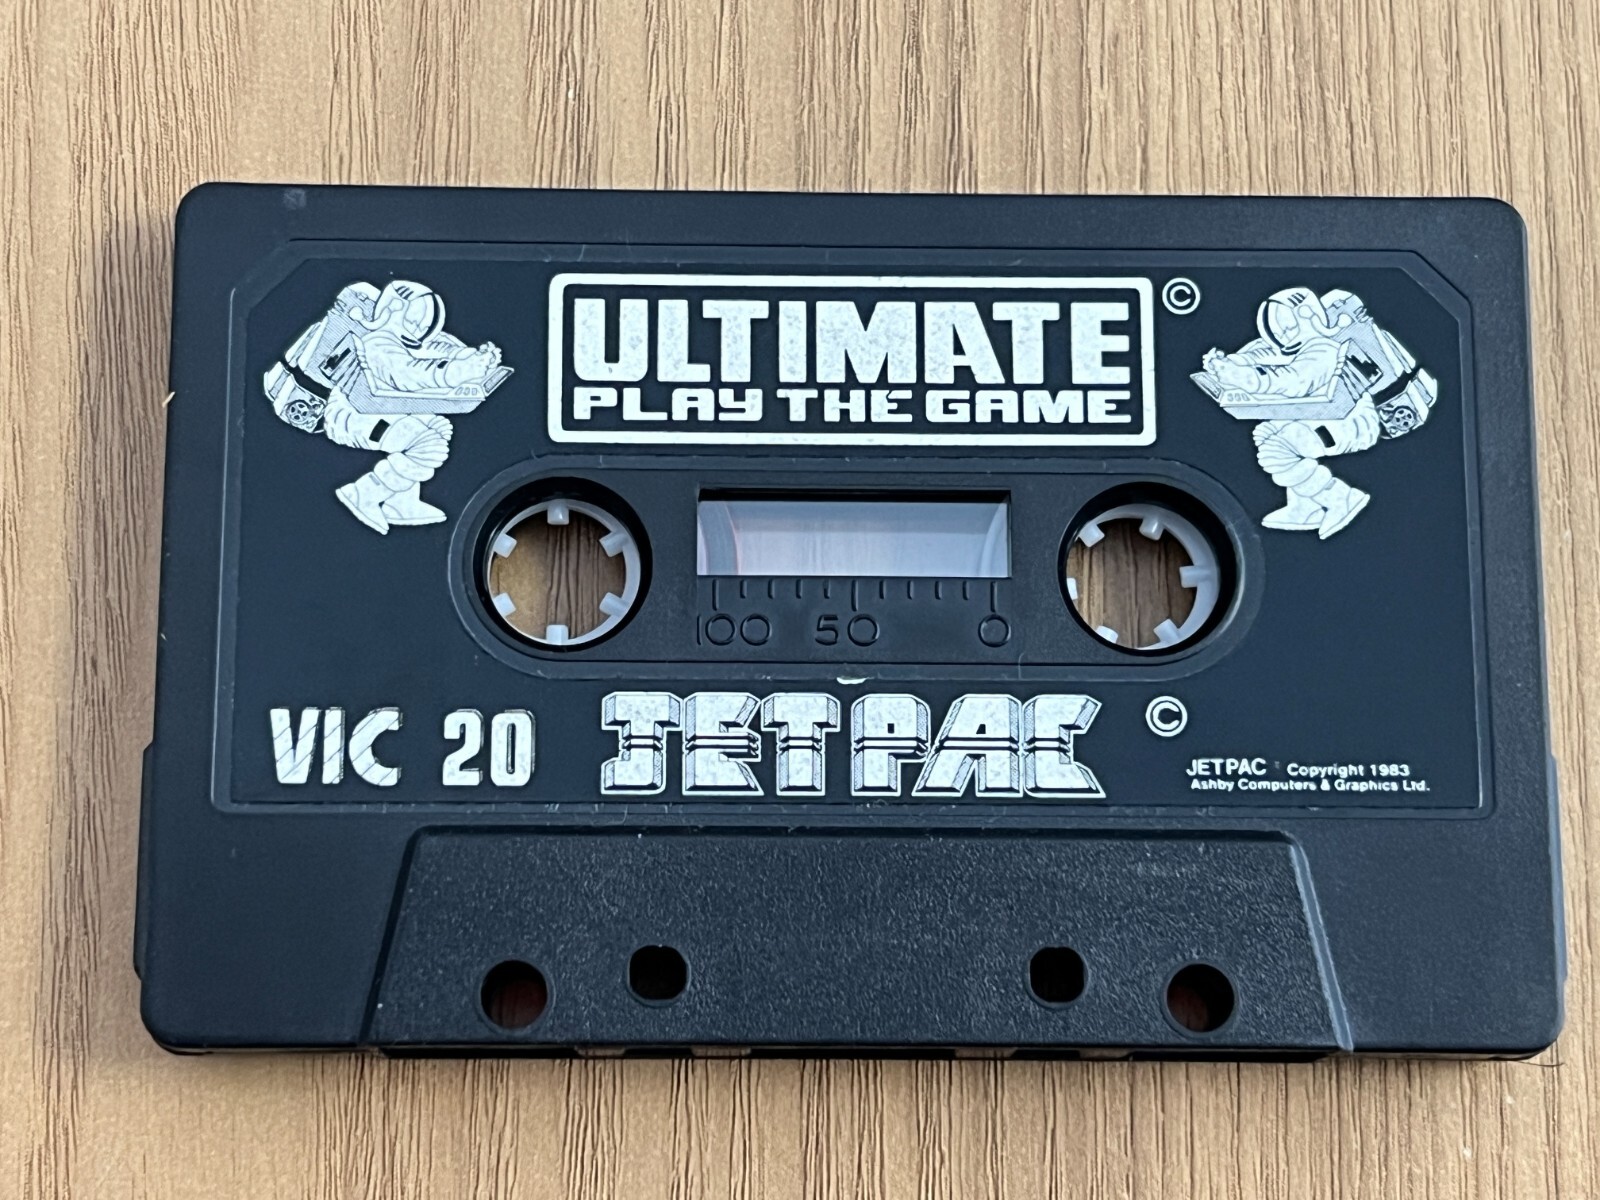 ULTIMATE ©
PLAY THE GAME
100 50 0
VIC 20 JETPAC ©
JETPAC Copyright 1983
Ashby Computers & Graphics Ltd.